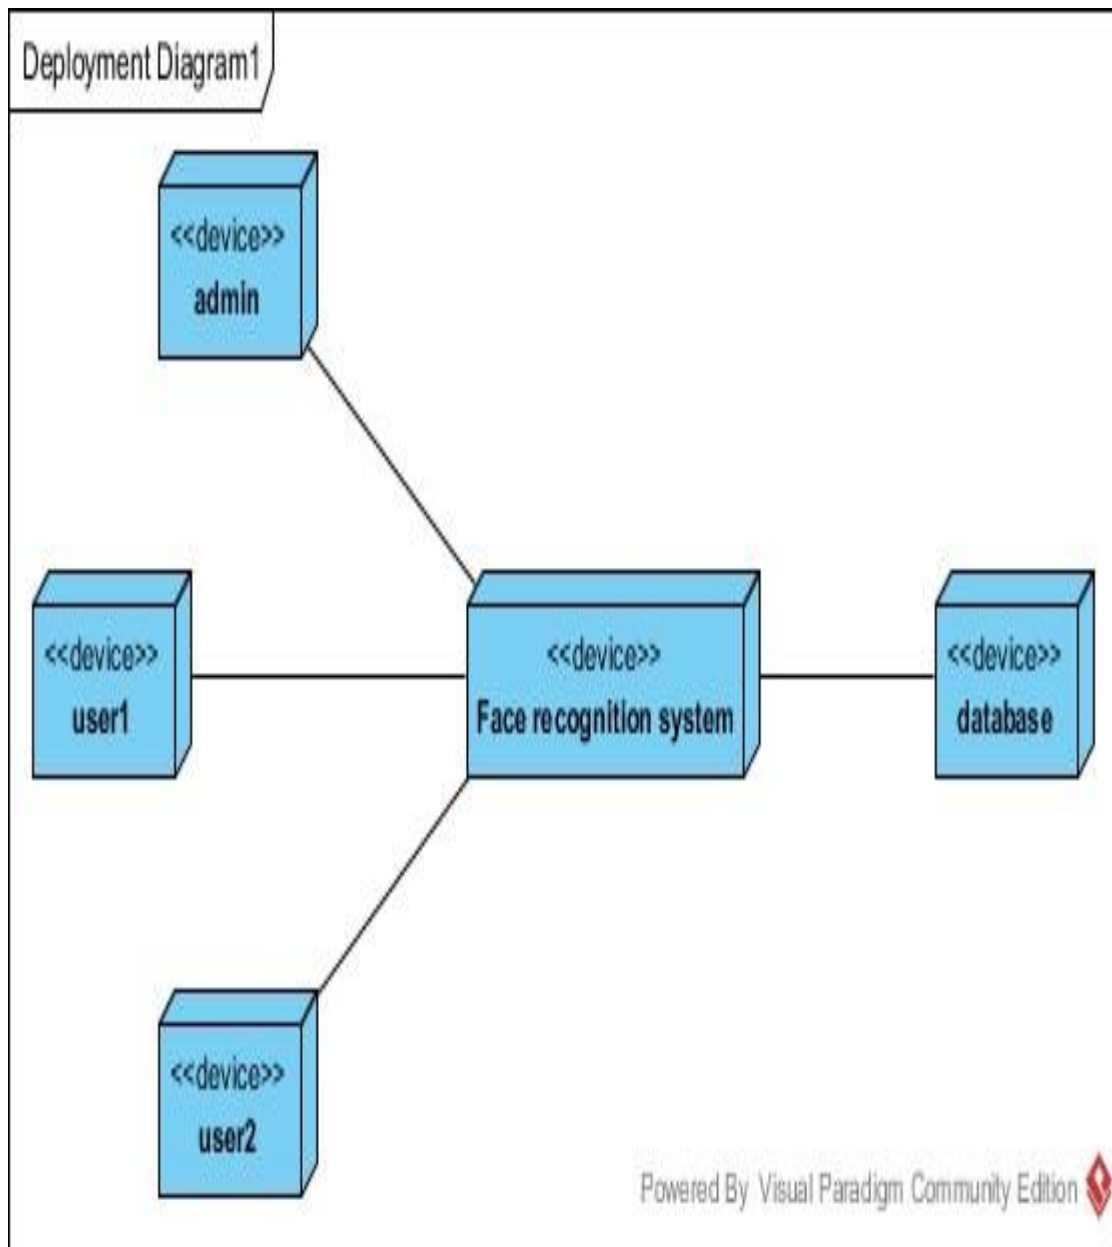 Deployment Diagram1
<<device>>
admin
<<device>>
user1
<<device>>
Face recognition system
<<device>>
database
<<device>>
user2
Powered By Visual Paradigm Community Edition